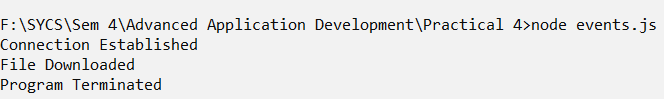 F:\SYCS\Sem 4\Advanced Application Development\Practical 4>node events.js
Connection Established
File Downloaded
Program Terminated